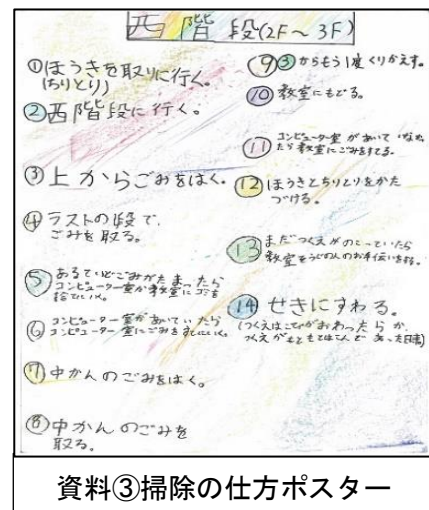 西階段(2F~3F)
①ほうきを取りに行く。
(ちりとり)
②西階段に行く。
③上からごみをはく。
④ラストの段で、
ごみを取る。
⑤あるていどごみがたまったら
コンピューター室か教室にゴミを
捨てにいく。
⑥コンピューター室があいていたら
コンピューター室にごみをすてにいく。
⑦中かんのごみをはく。
⑧中かんのごみを
取る。
⑨③からもう1度くりかえす。
⑩教室にもどる。
⑪コンピューター室があいていなか
たら教室にごみをすてる。
⑫ほうきとちりとりをかた
づける。
⑬まだつくえがのこっていたら
教室そうじの人のお手伝いをする。
⑭せきにすわる。
資料③掃除の仕方ポスター